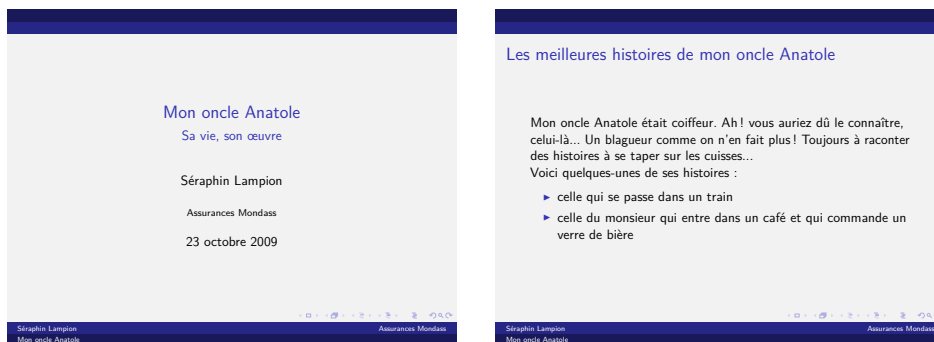 Mon oncle Anatole
Sa vie, son œuvre
Séraphin Lampion
Assurances Mondass
23 octobre 2009
Séraphin Lampion
Assurances Mondass
Mon oncle Anatole
Les meilleures histoires de mon oncle Anatole
Mon oncle Anatole était coiffeur. Ah ! vous auriez dû le connaître,
celui-là... Un blagueur comme on n'en fait plus ! Toujours à raconter
des histoires à se taper sur les cuisses...
Voici quelques-unes de ses histoires :
celle qui se passe dans un train
celle du monsieur qui entre dans un café et qui commande un
verre de bière
Séraphin Lampion
Assurances Mondass
Mon oncle Anatole